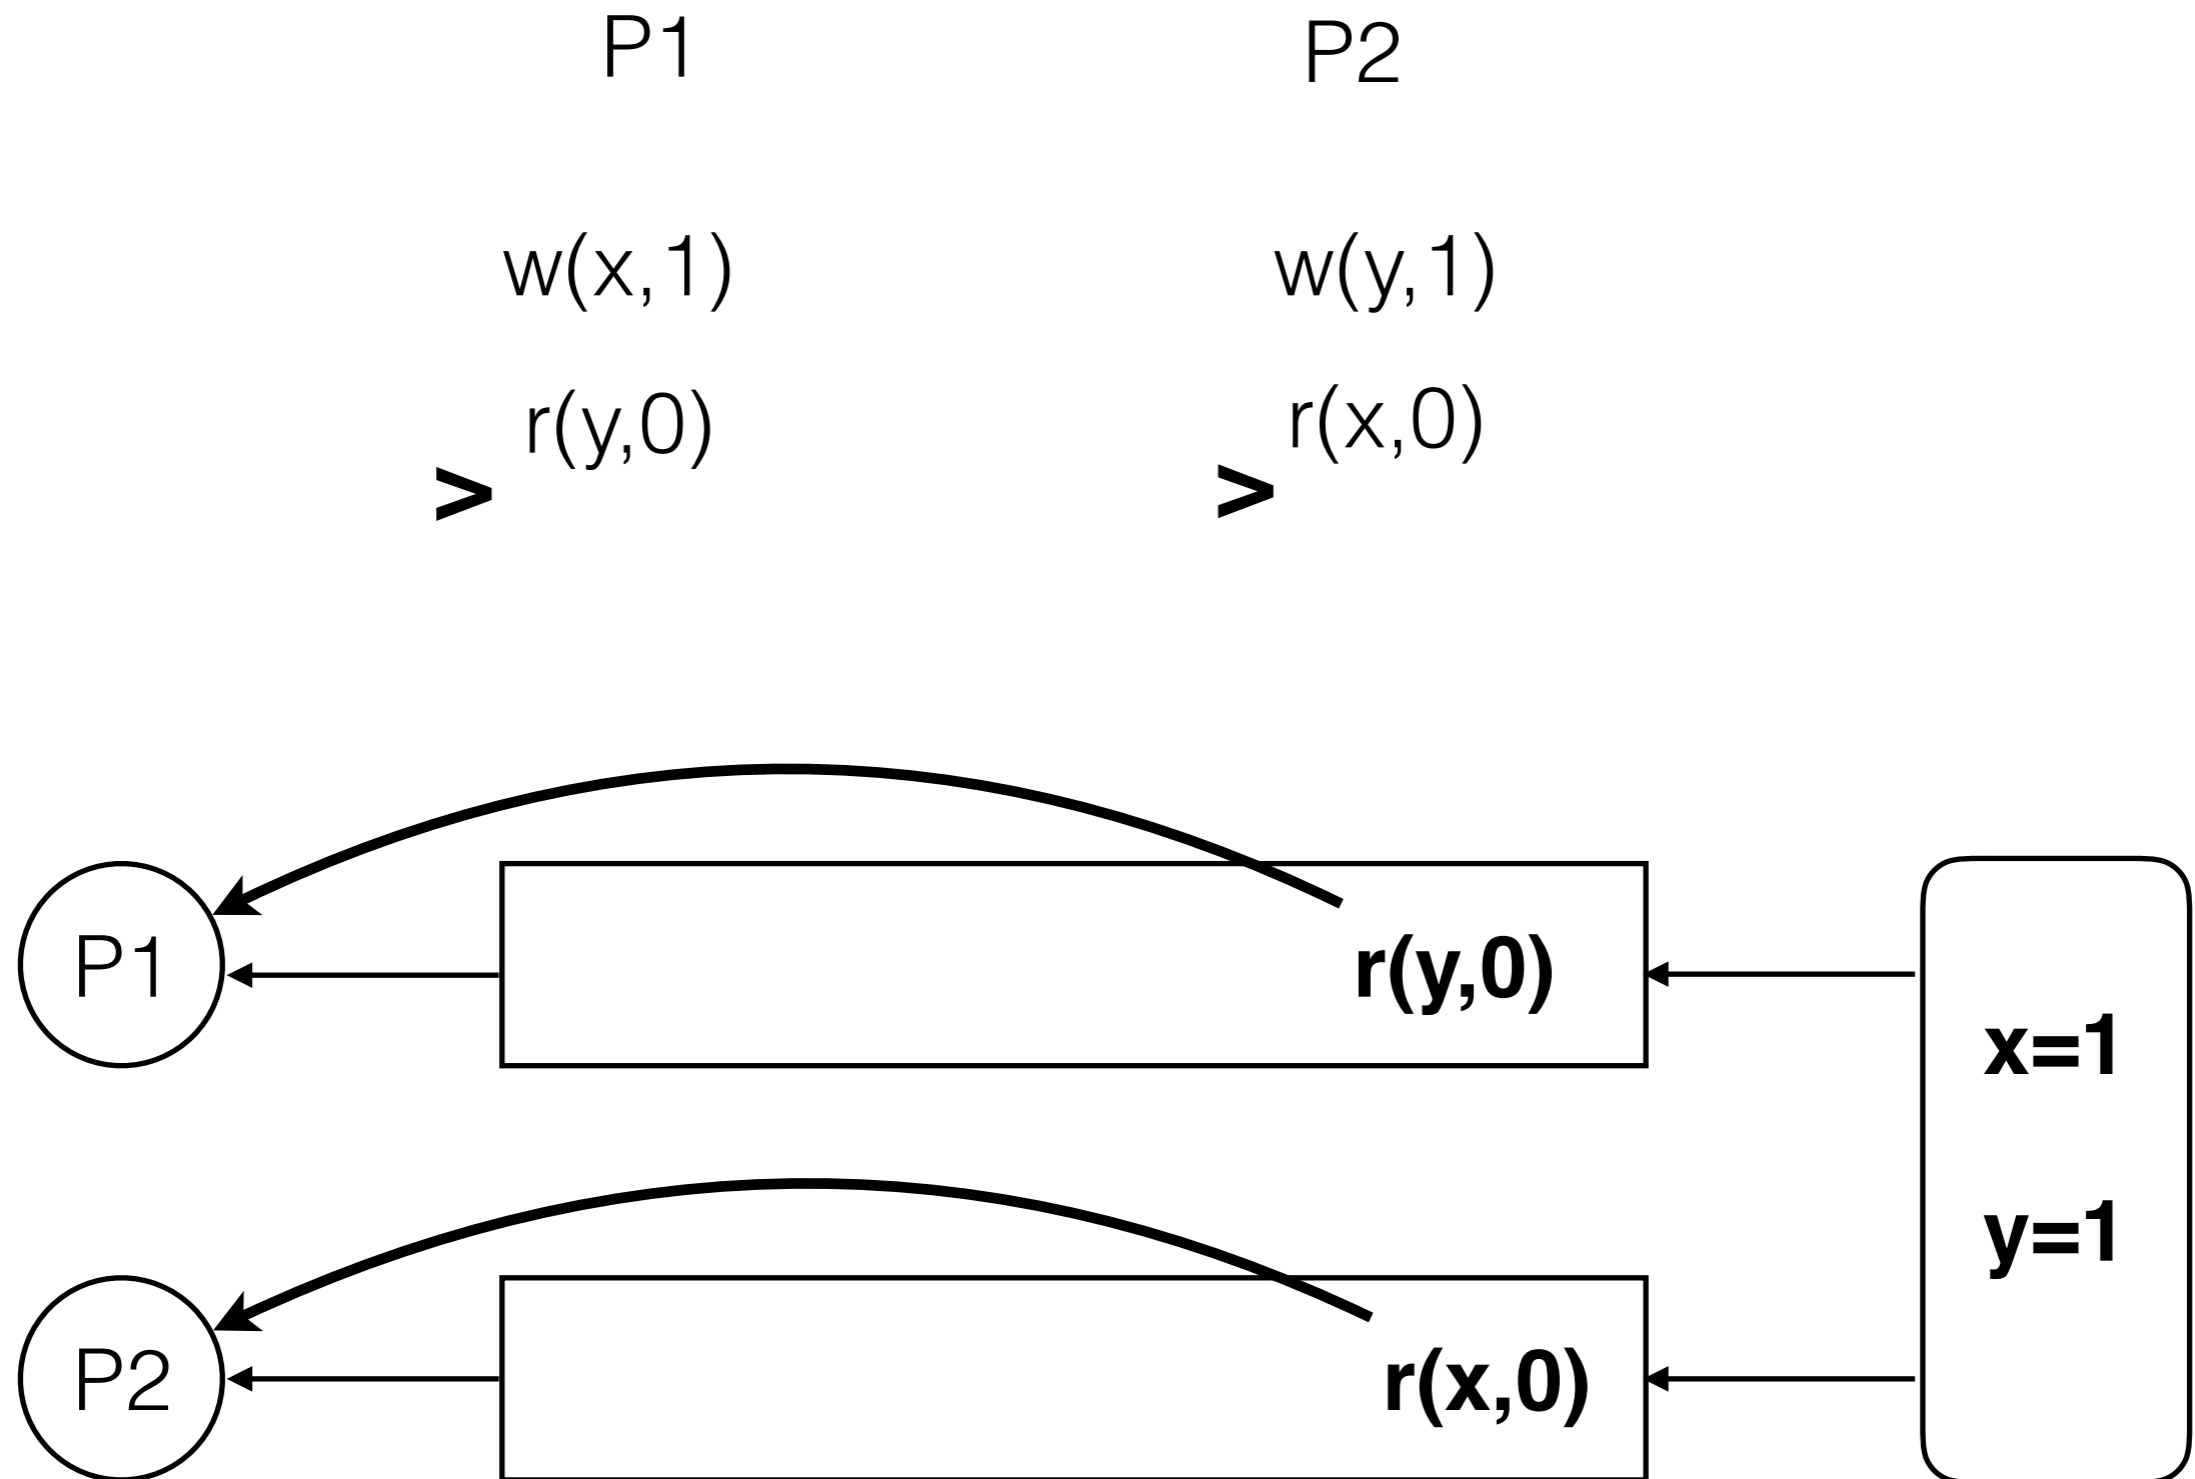 P1 P2
w(x,1) w(y,1)
r(y,0) r(x,0)
> >
P1 r(y,0)
x=1
y=1
P2 r(x,0)